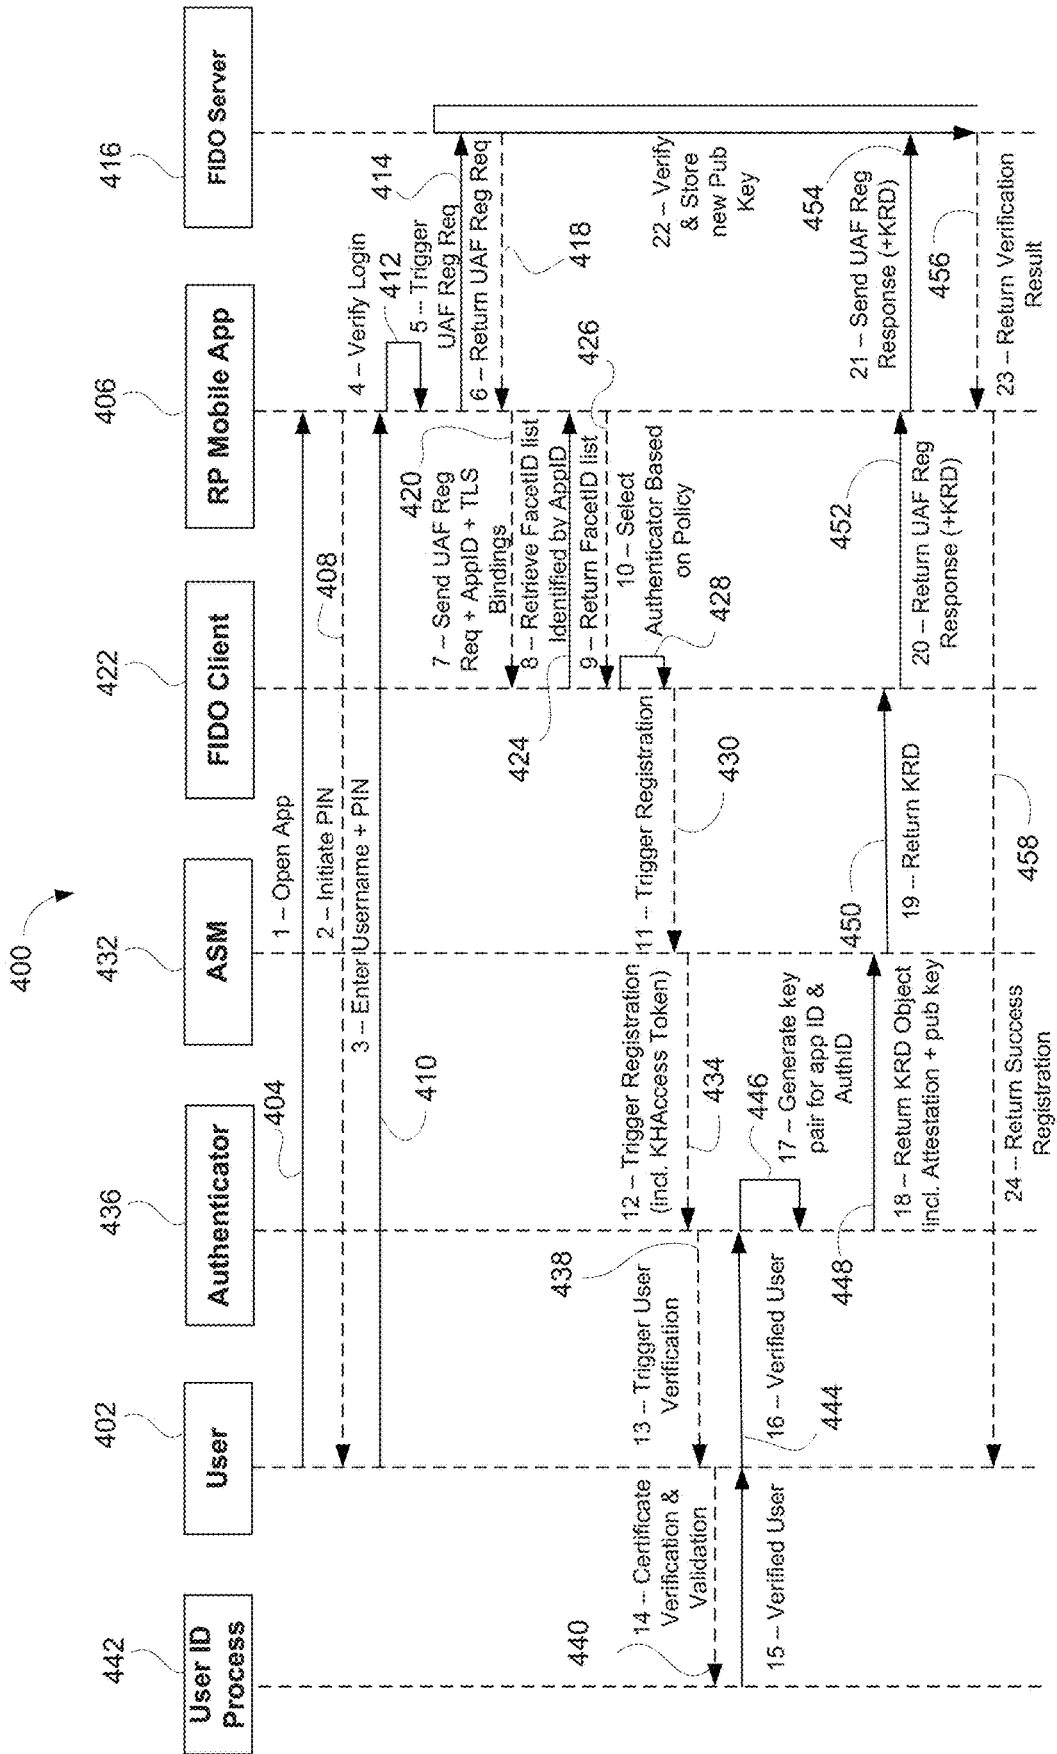 400
442
402
436
432
422
406
416
User ID
Process
User
Authenticator
ASM
FIDO Client
RP Mobile App
FIDO Server
404
1 – Open App
2 – Initiate PIN
408
3 – Enter Username + PIN
410
4 – Verify Login
412
5 – Trigger
UAF Reg Req
414
6 – Return UAF Reg Req
418
420
7 – Send UAF Reg
Req + AppID + TLS
Bindings
8 – Retrieve FacetID list
Identified by AppID
424
9 – Return FacetID list
426
10 – Select
Authenticator Based
on Policy
428
11 – Trigger Registration
430
12 – Trigger Registration
(incl. KHAccess Token)
434
438
13 – Trigger User
Verification
14 – Certificate
Verification &
Validation
440
15 – Verified User
16 – Verified User
444
446
17 – Generate key
pair for app ID &
AuthID
448
18 – Return KRD Object
incl. Attestation + pub key
450
19 – Return KRD
452
20 – Return UAF Reg
Response (+KRD)
21 – Send UAF Reg
Response (+KRD)
454
22 – Verify
& Store
new Pub
Key
456
23 – Return Verification
Result
458
24 – Return Success
Registration